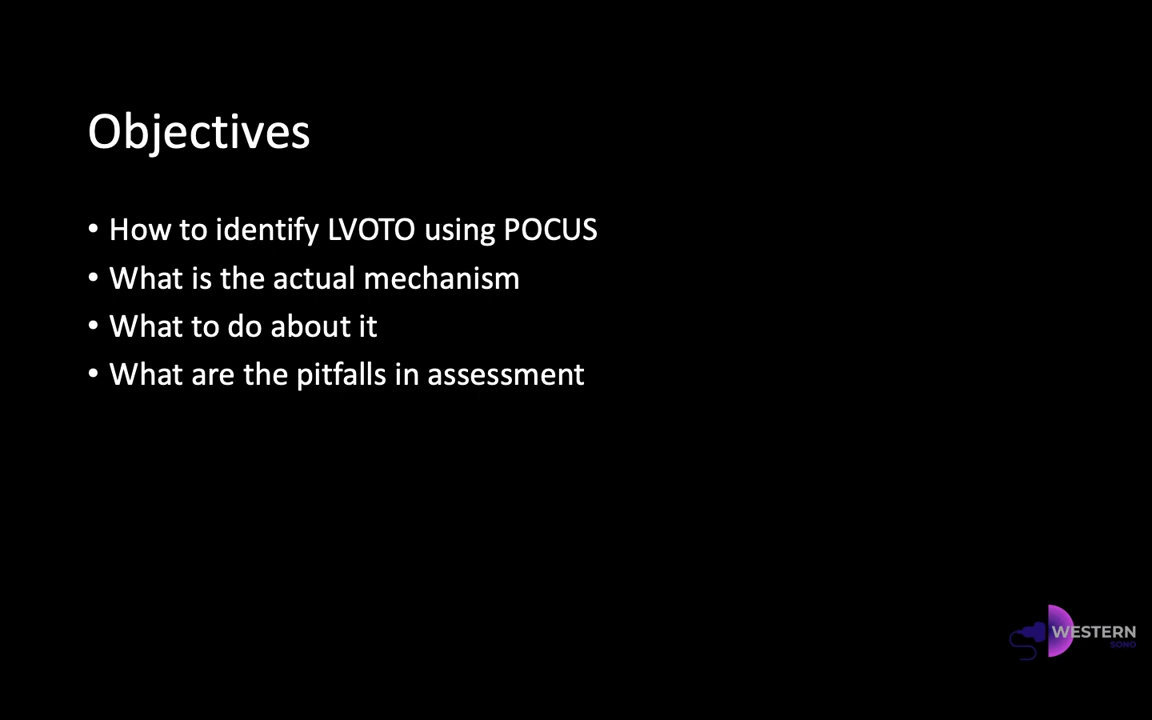 Objectives
• How to identify LVOTO using POCUS
• What is the actual mechanism
• What to do about it
• What are the pitfalls in assessment
WESTERN
SONO